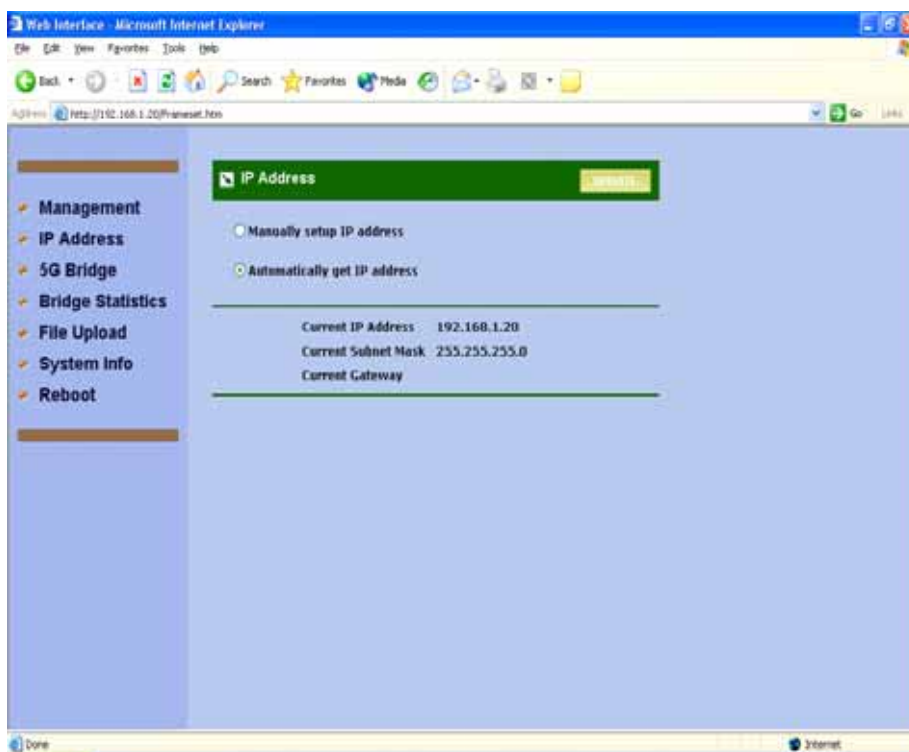 Web Interface - Microsoft Internet Explorer
File Edit View Favorites Tools Help
Back Search Favorites Media
Address http://192.168.1.20/Frameset.htm Go Links
IP Address
Management
IP Address
5G Bridge
Bridge Statistics
File Upload
System Info
Reboot
Manually setup IP address
Automatically get IP address
Current IP Address 192.168.1.20
Current Subnet Mask 255.255.255.0
Current Gateway
Done Internet